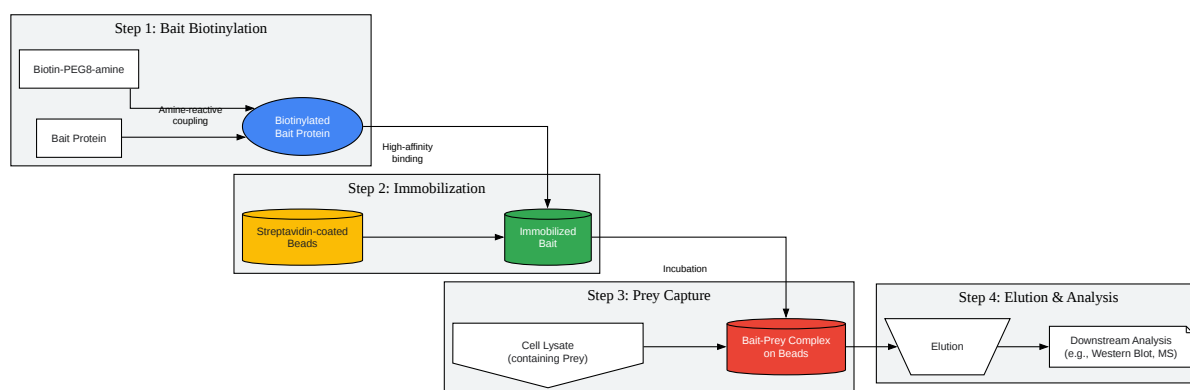 Step 1: Bait Biotinylation
Biotin-PEG8-amine
Amine-reactive
coupling
Bait Protein
Biotinylated
Bait Protein
High-affinity
binding
Step 2: Immobilization
Streptavidin-coated
Beads
Immobilized
Bait
Incubation
Step 3: Prey Capture
Cell Lysate
(containing Prey)
Bait-Prey Complex
on Beads
Step 4: Elution & Analysis
Elution
Downstream Analysis
(e.g., Western Blot, MS)